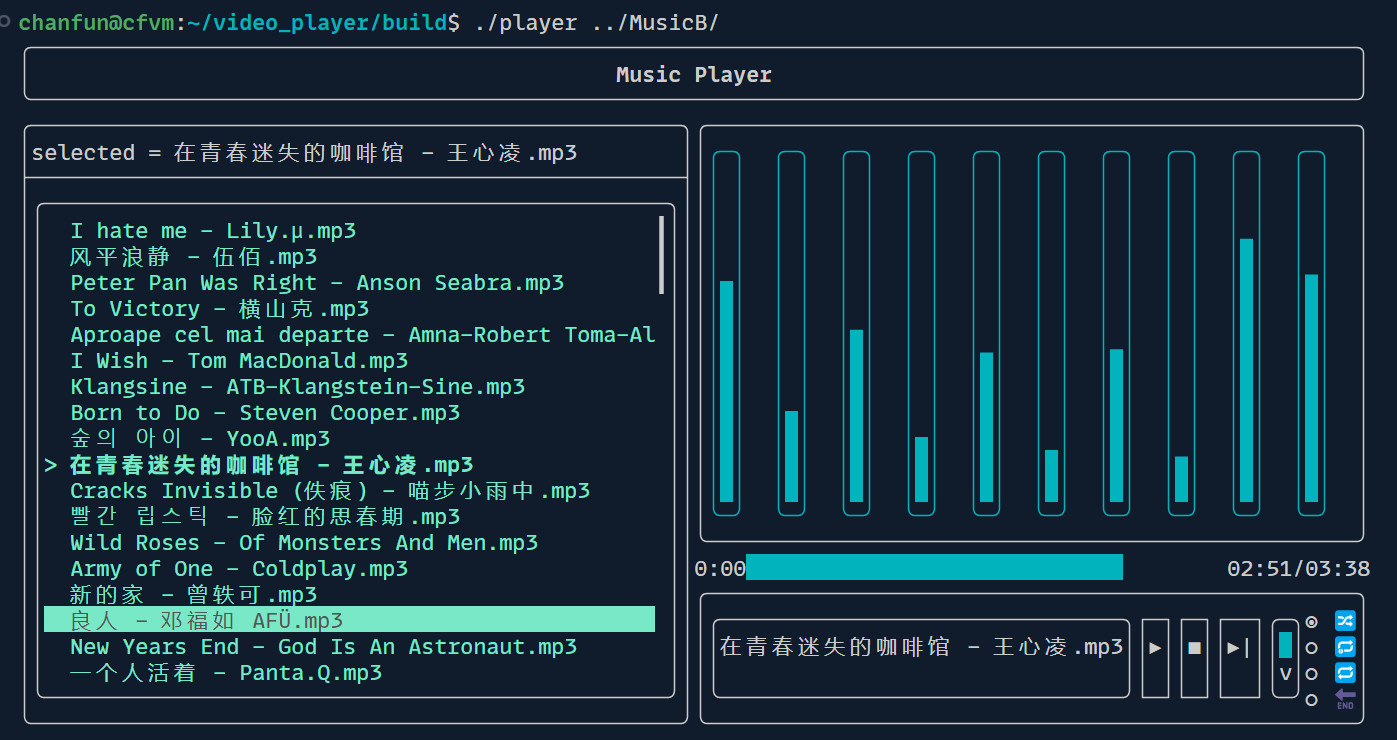 chanfun@cfvm:~/video_player/build$ ./player ../MusicB/
Music Player
selected = 在青春迷失的咖啡馆 - 王心凌.mp3
I hate me - Lily.μ.mp3
风平浪静 - 伍佰.mp3
Peter Pan Was Right - Anson Seabra.mp3
To Victory - 横山克.mp3
Aproape cel mai departe - Amna-Robert Toma-Al
I Wish - Tom MacDonald.mp3
Klangsine - ATB-Klangstein-Sine.mp3
Born to Do - Steven Cooper.mp3
숲의 아이 - YooA.mp3
> 在青春迷失的咖啡馆 - 王心凌.mp3
Cracks Invisible (佚痕) - 喵步小雨中.mp3
빨간 립스틱 - 脸红的思春期.mp3
Wild Roses - Of Monsters And Men.mp3
Army of One - Coldplay.mp3
新的家 - 曾轶可.mp3
良人 - 邓福如 AFÜ.mp3
New Years End - God Is An Astronaut.mp3
一个人活着 - Panta.Q.mp3
0:00 02:51/03:38
在青春迷失的咖啡馆 - 王心凌.mp3
V
END